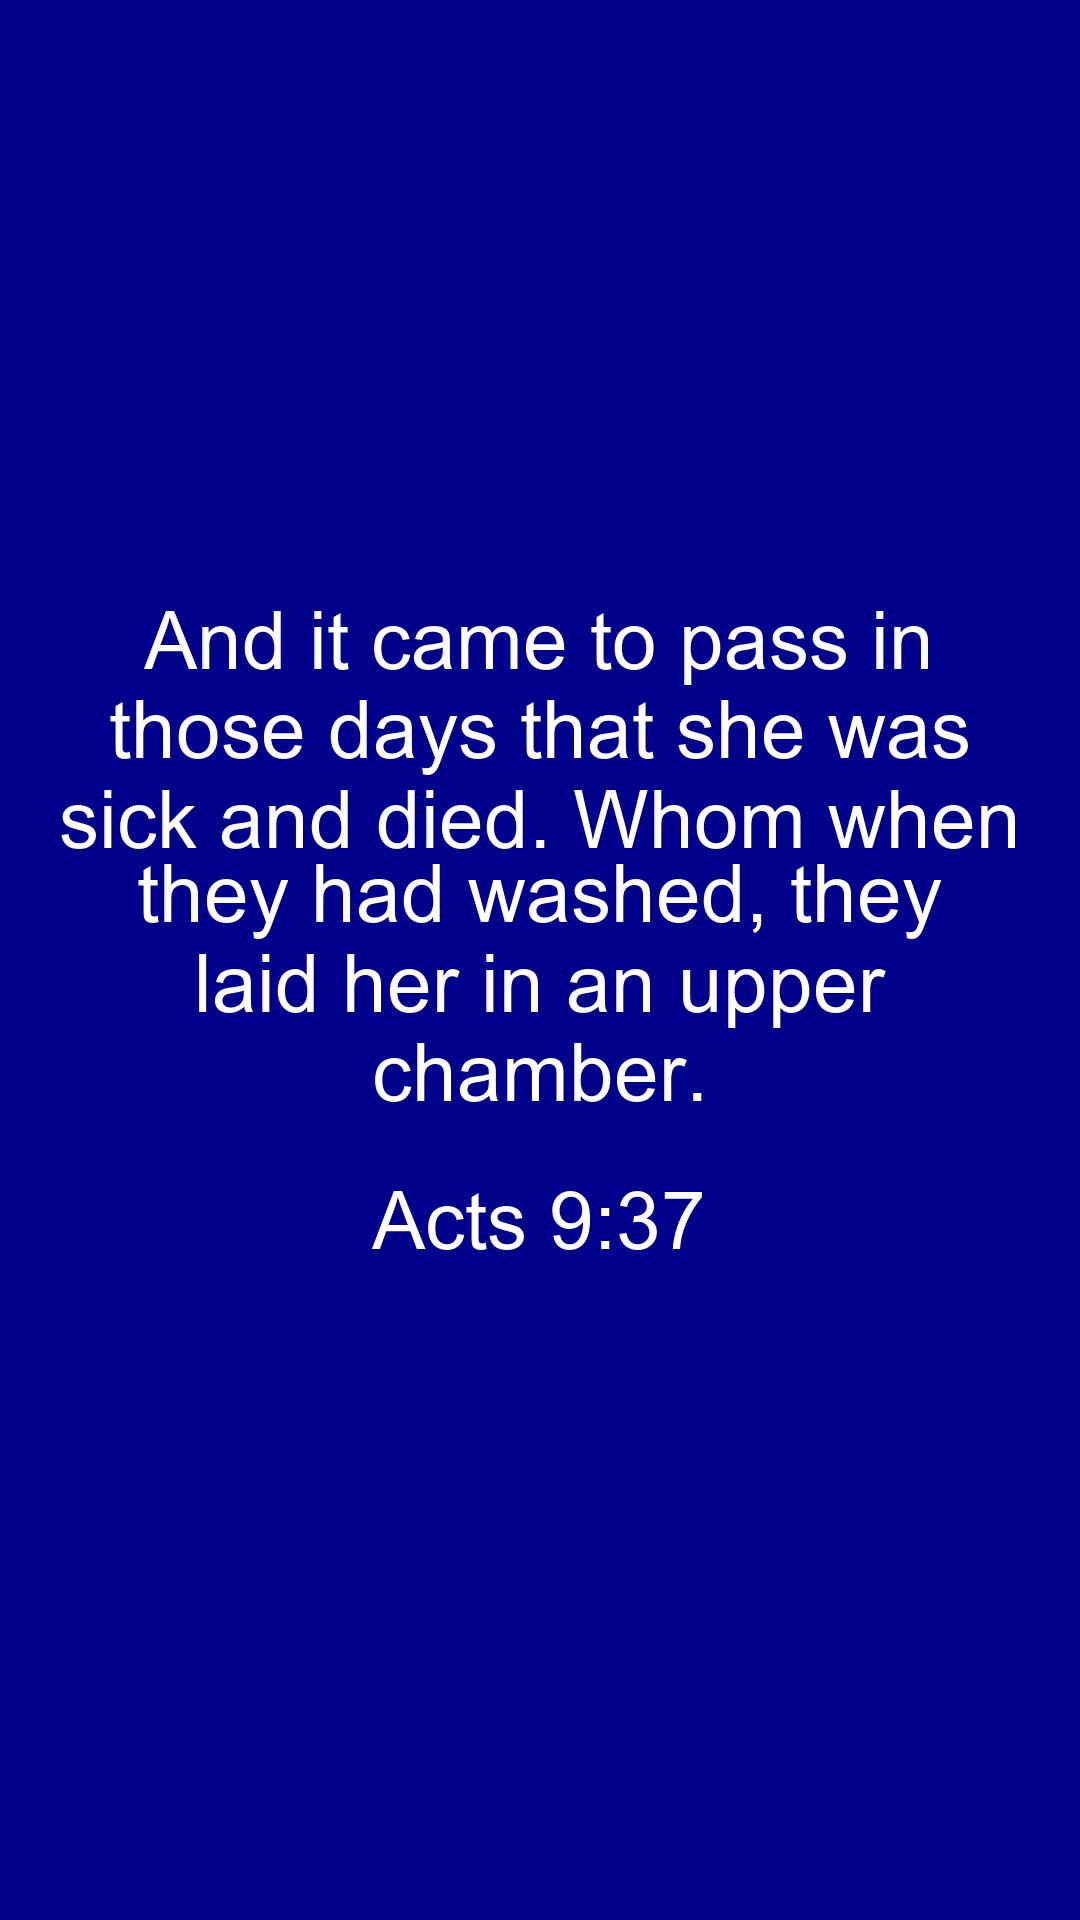 And it came to pass in
those days that she was
sick and died. Whom when
they had washed, they
laid her in an upper
chamber.
Acts 9:37